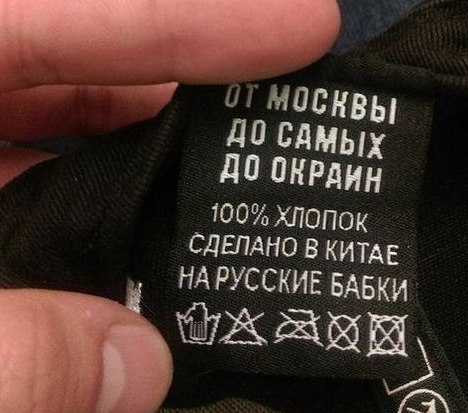 ОТ МОСКВЫ
ДО САМЫХ
ДО ОКРАИН
100% ХЛОПОК
СДЕЛАНО В КИТАЕ
НА РУССКИЕ БАБКИ